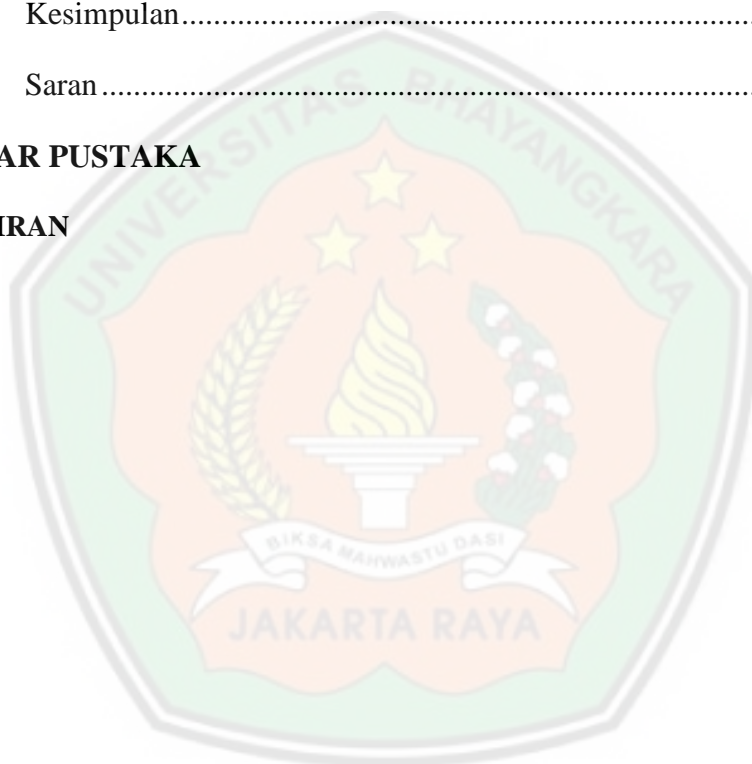 Kesimpulan...............................................................................
Saran.........................................................................................
AR PUSTAKA
IRAN
UNIVERSITAS BHAYANGKARA
BIKSA MAHWASTU DASI
JAKARTA RAYA